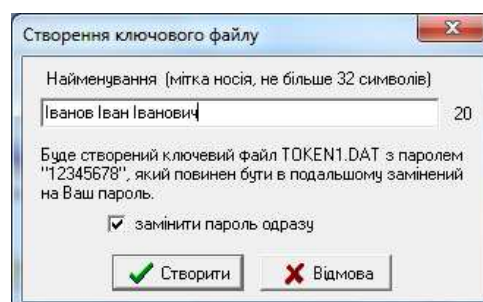 Створення ключового файлу
Найменування (мітка носія, не більше 32 символів)
Іванов Іван Іванович
20
Буде створений ключевий файл TOKEN1.DAT з паролем
"12345678", який повинен бути в подальшому замінений
на Ваш пароль.
замінити пароль одразу
Створити
Відмова